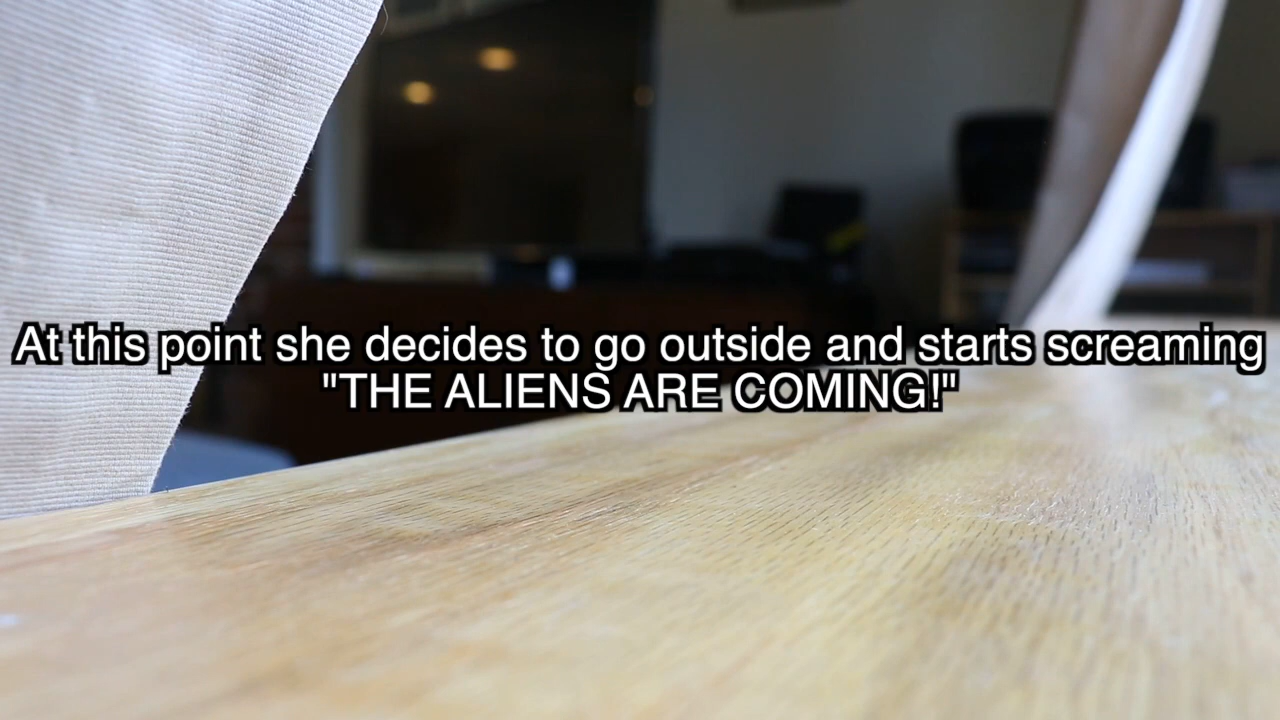 At this point she decides to go outside and starts screaming
"THE ALIENS ARE COMING!"